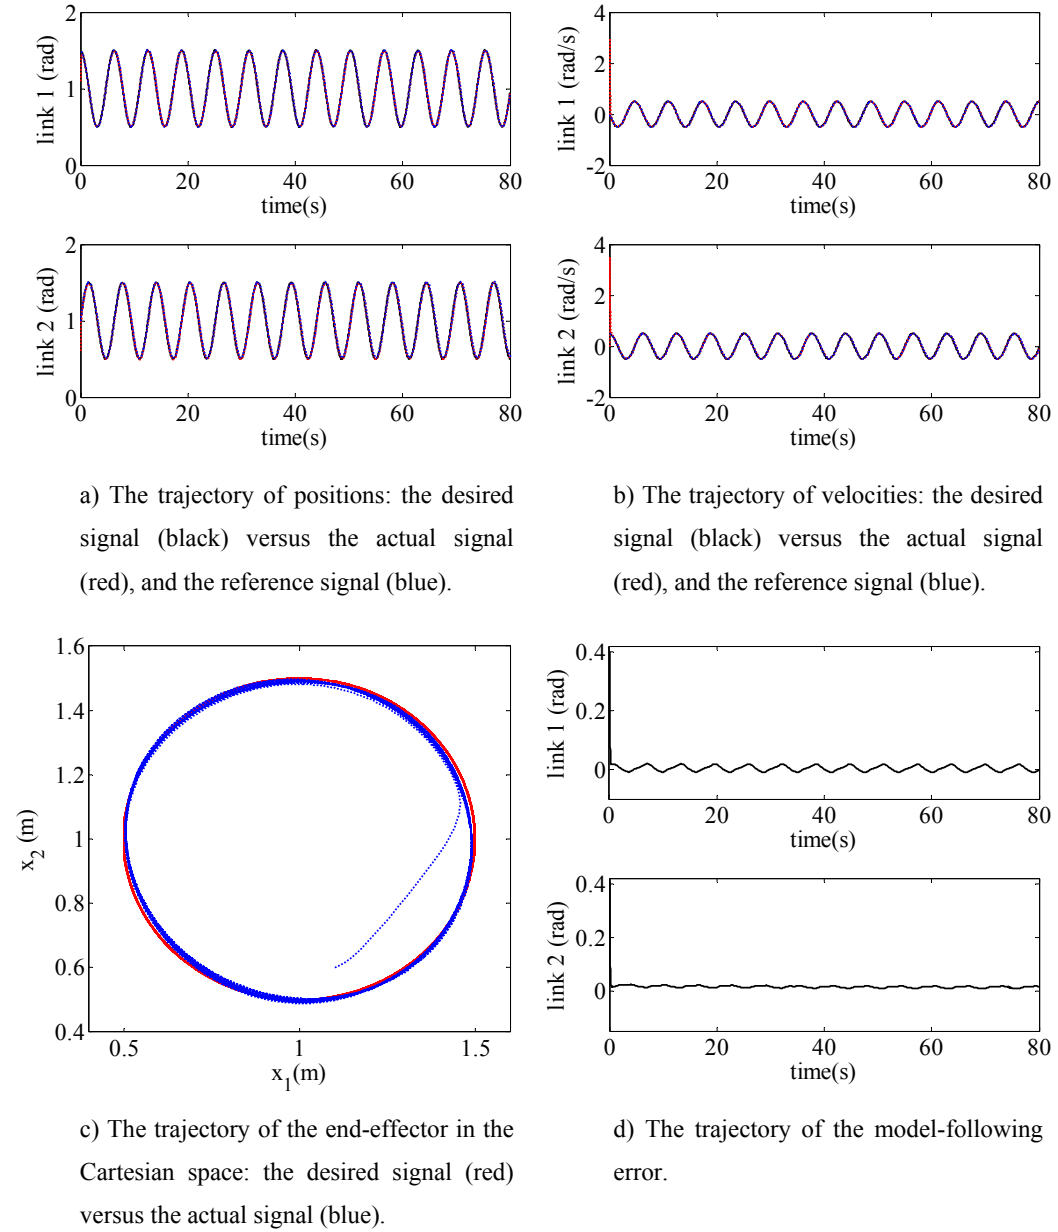 2
1
0
link 1 (rad)
0 20 40 60 80
time(s)
4
2
0
-2
link 1 (rad/s)
0 20 40 60 80
time(s)
2
1
0
link 2 (rad)
0 20 40 60 80
time(s)
4
2
0
-2
link 2 (rad/s)
0 20 40 60 80
time(s)
a) The trajectory of positions: the desired
signal (black) versus the actual signal
(red), and the reference signal (blue).
b) The trajectory of velocities: the desired
signal (black) versus the actual signal
(red), and the reference signal (blue).
1.6
1.4
1.2
1
0.8
0.6
0.4
x_2 (m)
0.5 1 1.5
x_1(m)
0.4
0.2
0
link 1 (rad)
0 20 40 60 80
time(s)
0.4
0.2
0
link 2 (rad)
0 20 40 60 80
time(s)
c) The trajectory of the end-effector in the
Cartesian space: the desired signal (red)
versus the actual signal (blue).
d) The trajectory of the model-following
error.